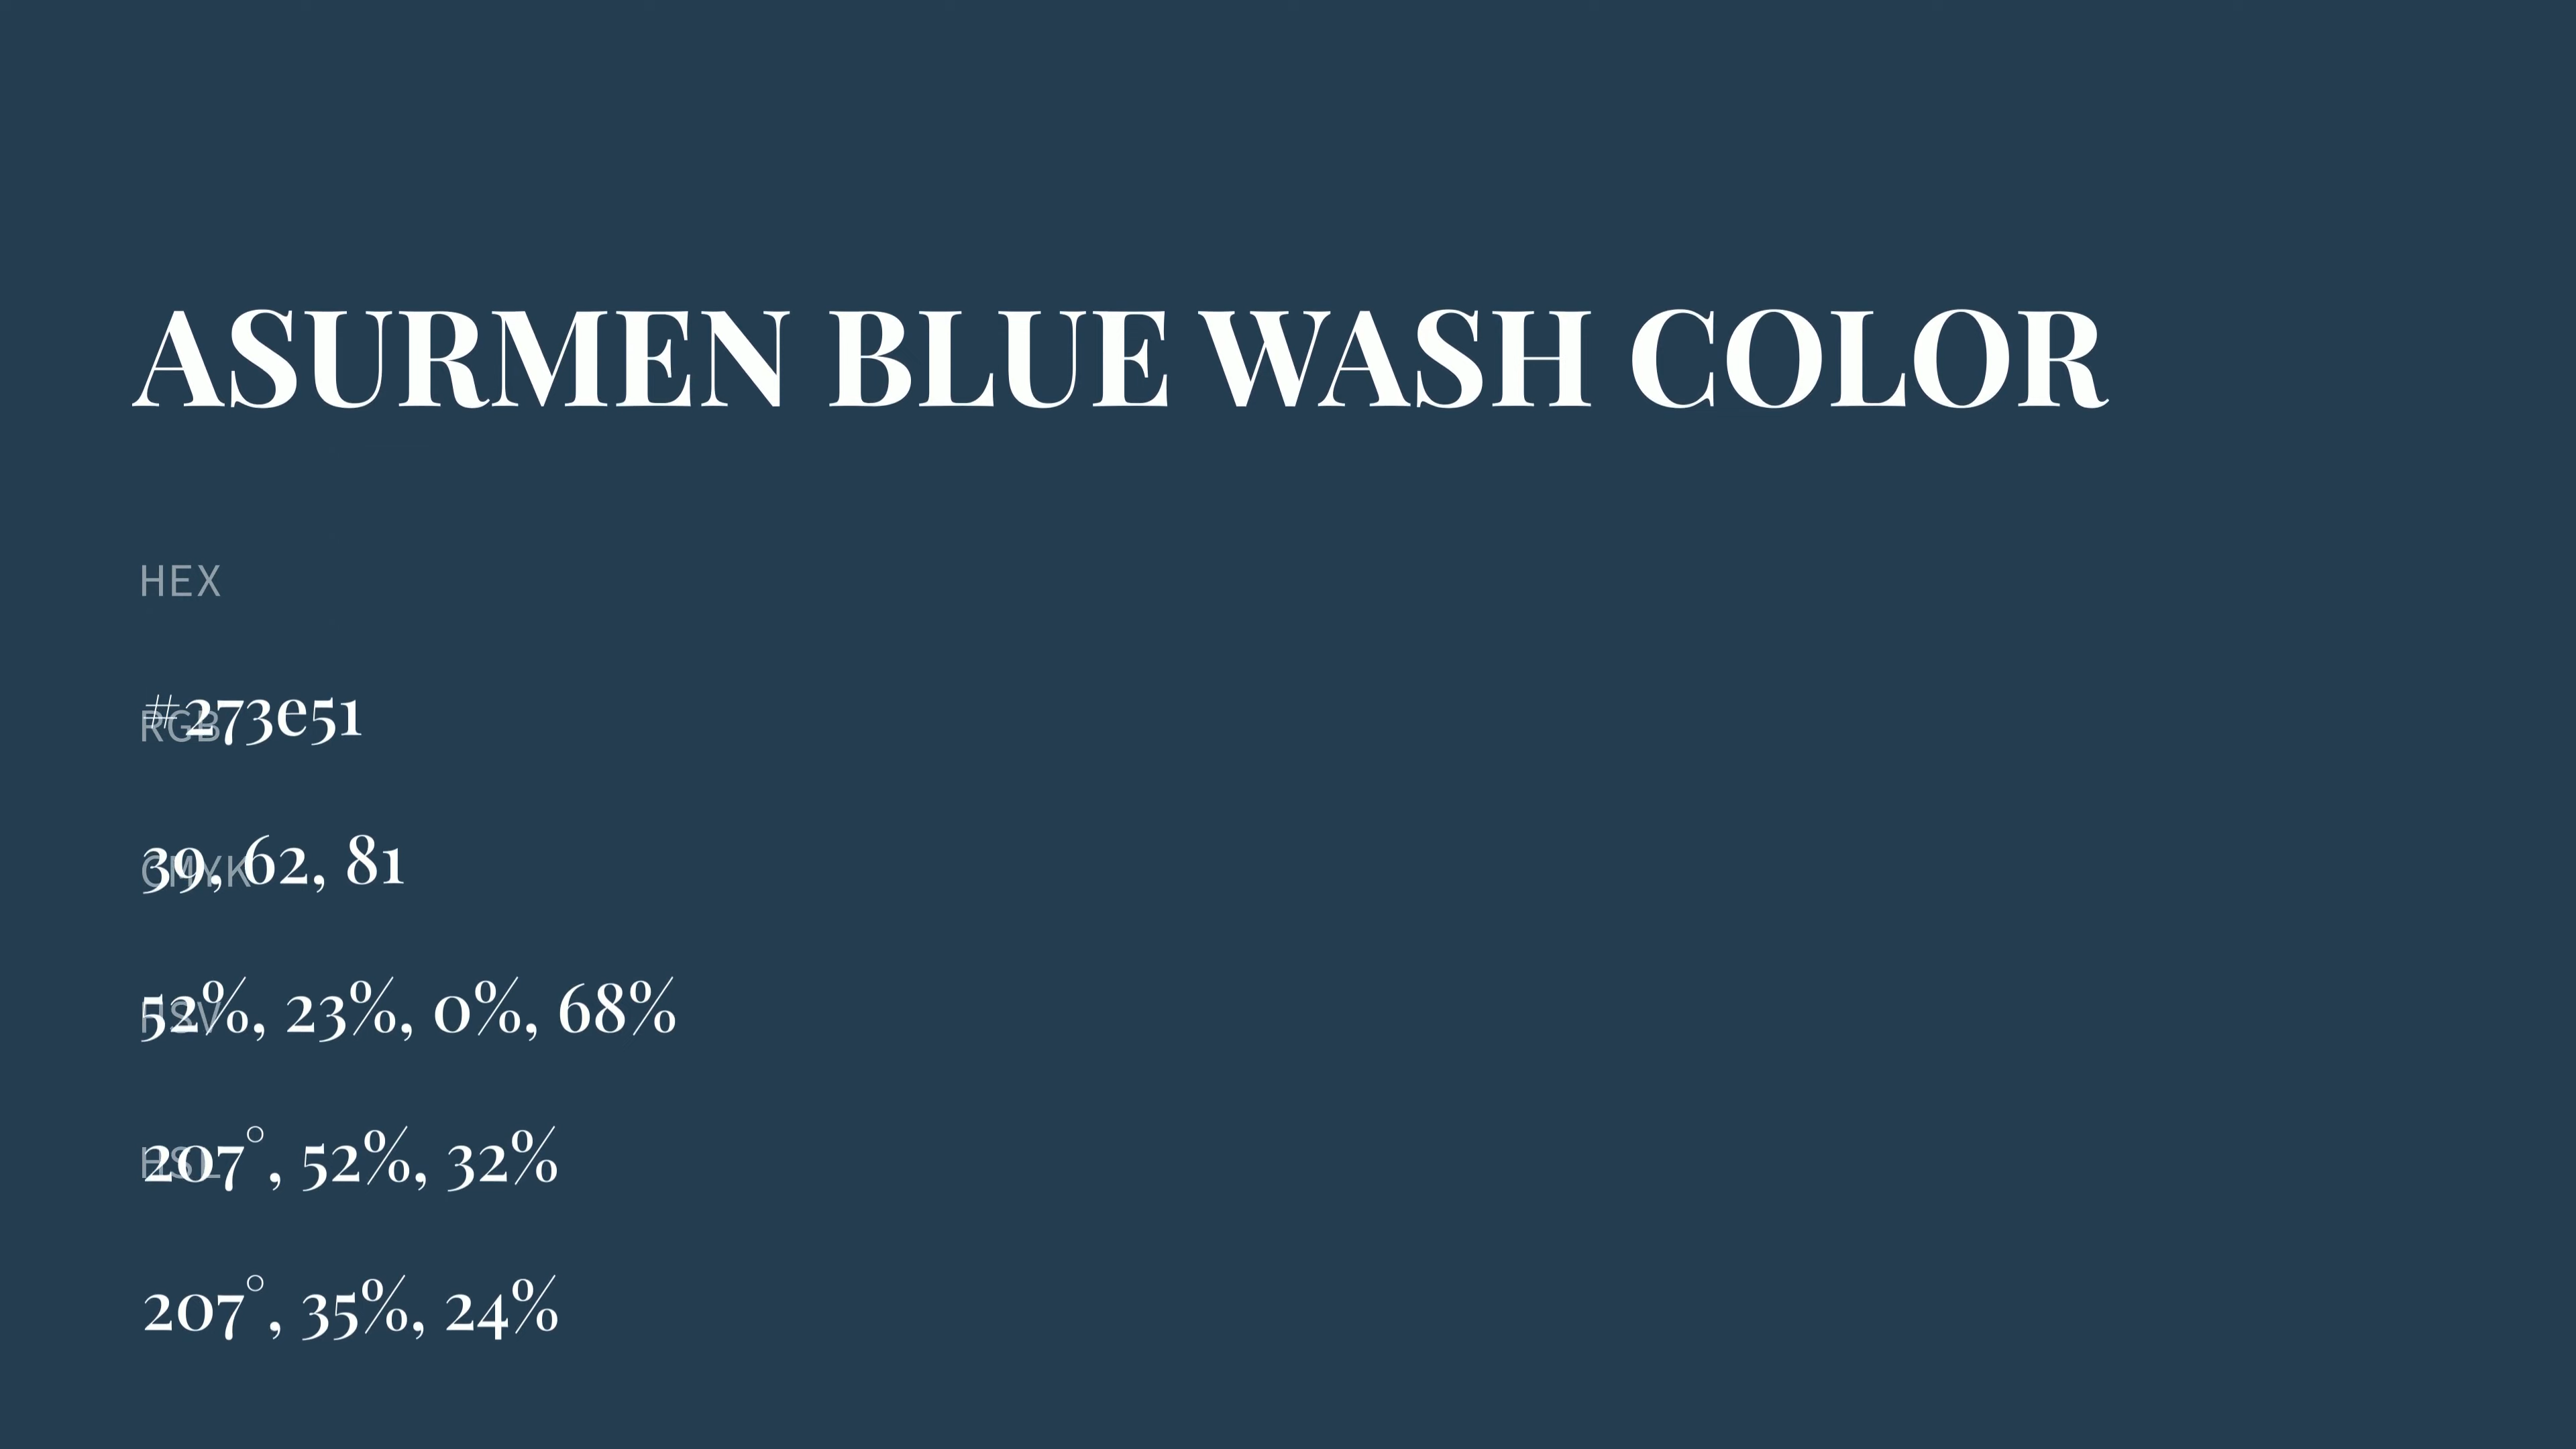 ASURMEN BLUE WASH COLOR
HEX
#273e51
RGB
39, 62, 81
CMYK
52%, 23%, 0%, 68%
HSV
207°, 52%, 32%
HSL
207°, 35%, 24%